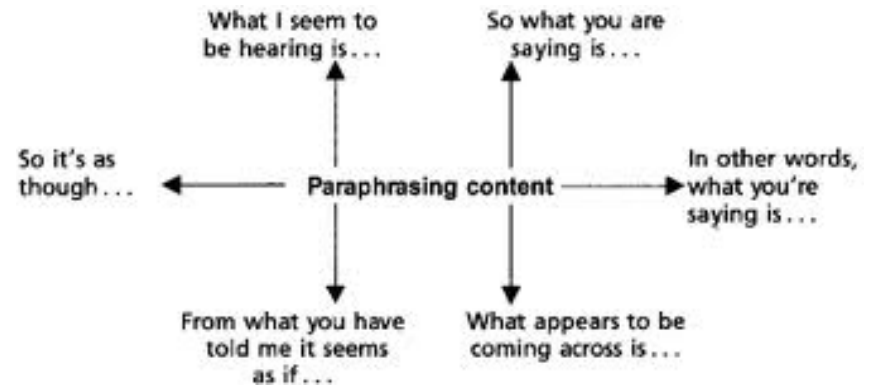 What I seem to
be hearing is...
So what you are
saying is...
So it's as
though...
Paraphrasing content
In other words,
what you're
saying is...
From what you have
told me it seems
as if...
What appears to be
coming across is...